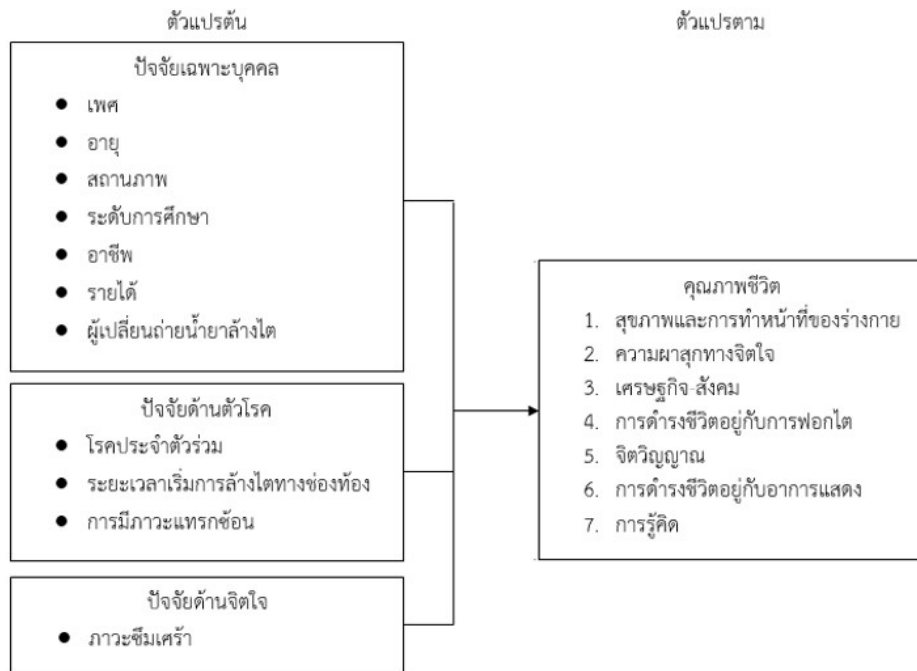 ตัวแปรต้น
ตัวแปรตาม
ปัจจัยเฉพาะบุคคล
● เพศ
● อายุ
● สถานภาพ
● ระดับการศึกษา
● อาชีพ
● รายได้
● ผู้เปลี่ยนถ่ายน้ำยาล้างไต
ปัจจัยด้านตัวโรค
● โรคประจำตัวร่วม
● ระยะเวลาเริ่มการล้างไตทางช่องท้อง
● การมีภาวะแทรกซ้อน
ปัจจัยด้านจิตใจ
● ภาวะซึมเศร้า
คุณภาพชีวิต
1. สุขภาพและการทำหน้าที่ของร่างกาย
2. ความผาสุกทางจิตใจ
3. เศรษฐกิจ-สังคม
4. การดำรงชีวิตอยู่กับการฟอกไต
5. จิตวิญญาณ
6. การดำรงชีวิตอยู่กับอาการแสดง
7. การรู้คิด